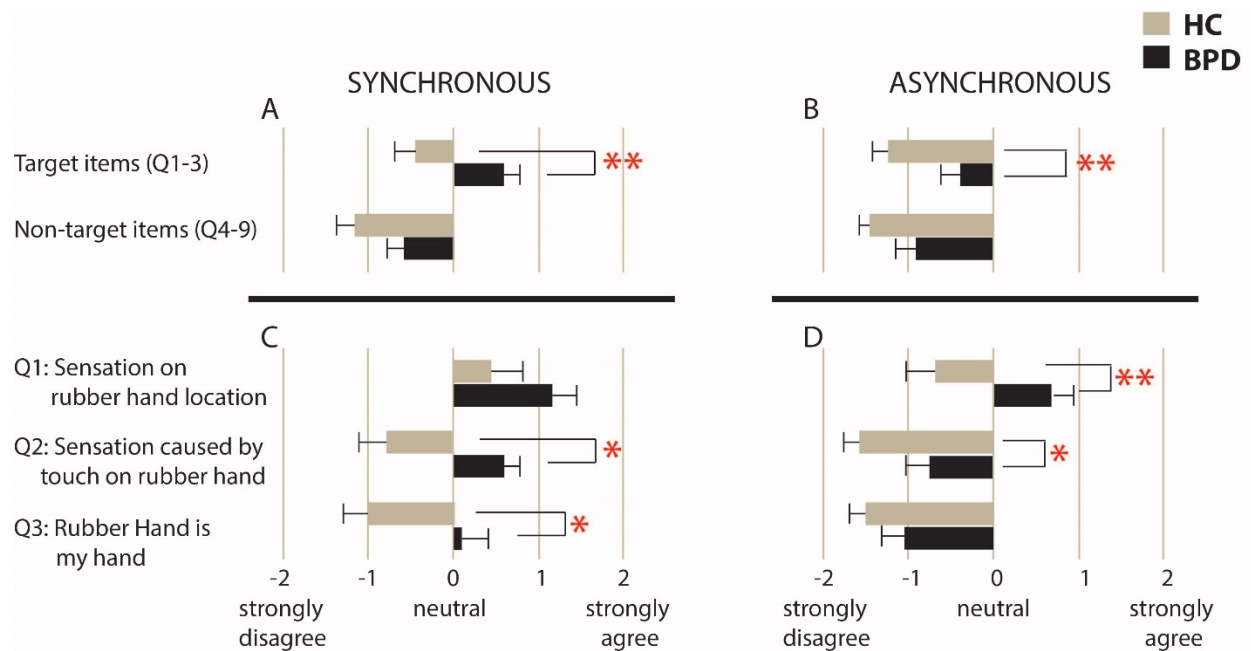 HC
BPD
SYNCHRONOUS
ASYNCHRONOUS
A
B
Target items (Q1-3)
**
**
Non-target items (Q4-9)
C
D
Q1: Sensation on
rubber hand location
**
Q2: Sensation caused by
touch on rubber hand
*
*
Q3: Rubber Hand is
my hand
*
-2 -1 0 1 2
strongly disagree
neutral
strongly agree
-2 -1 0 1 2
strongly disagree
neutral
strongly agree